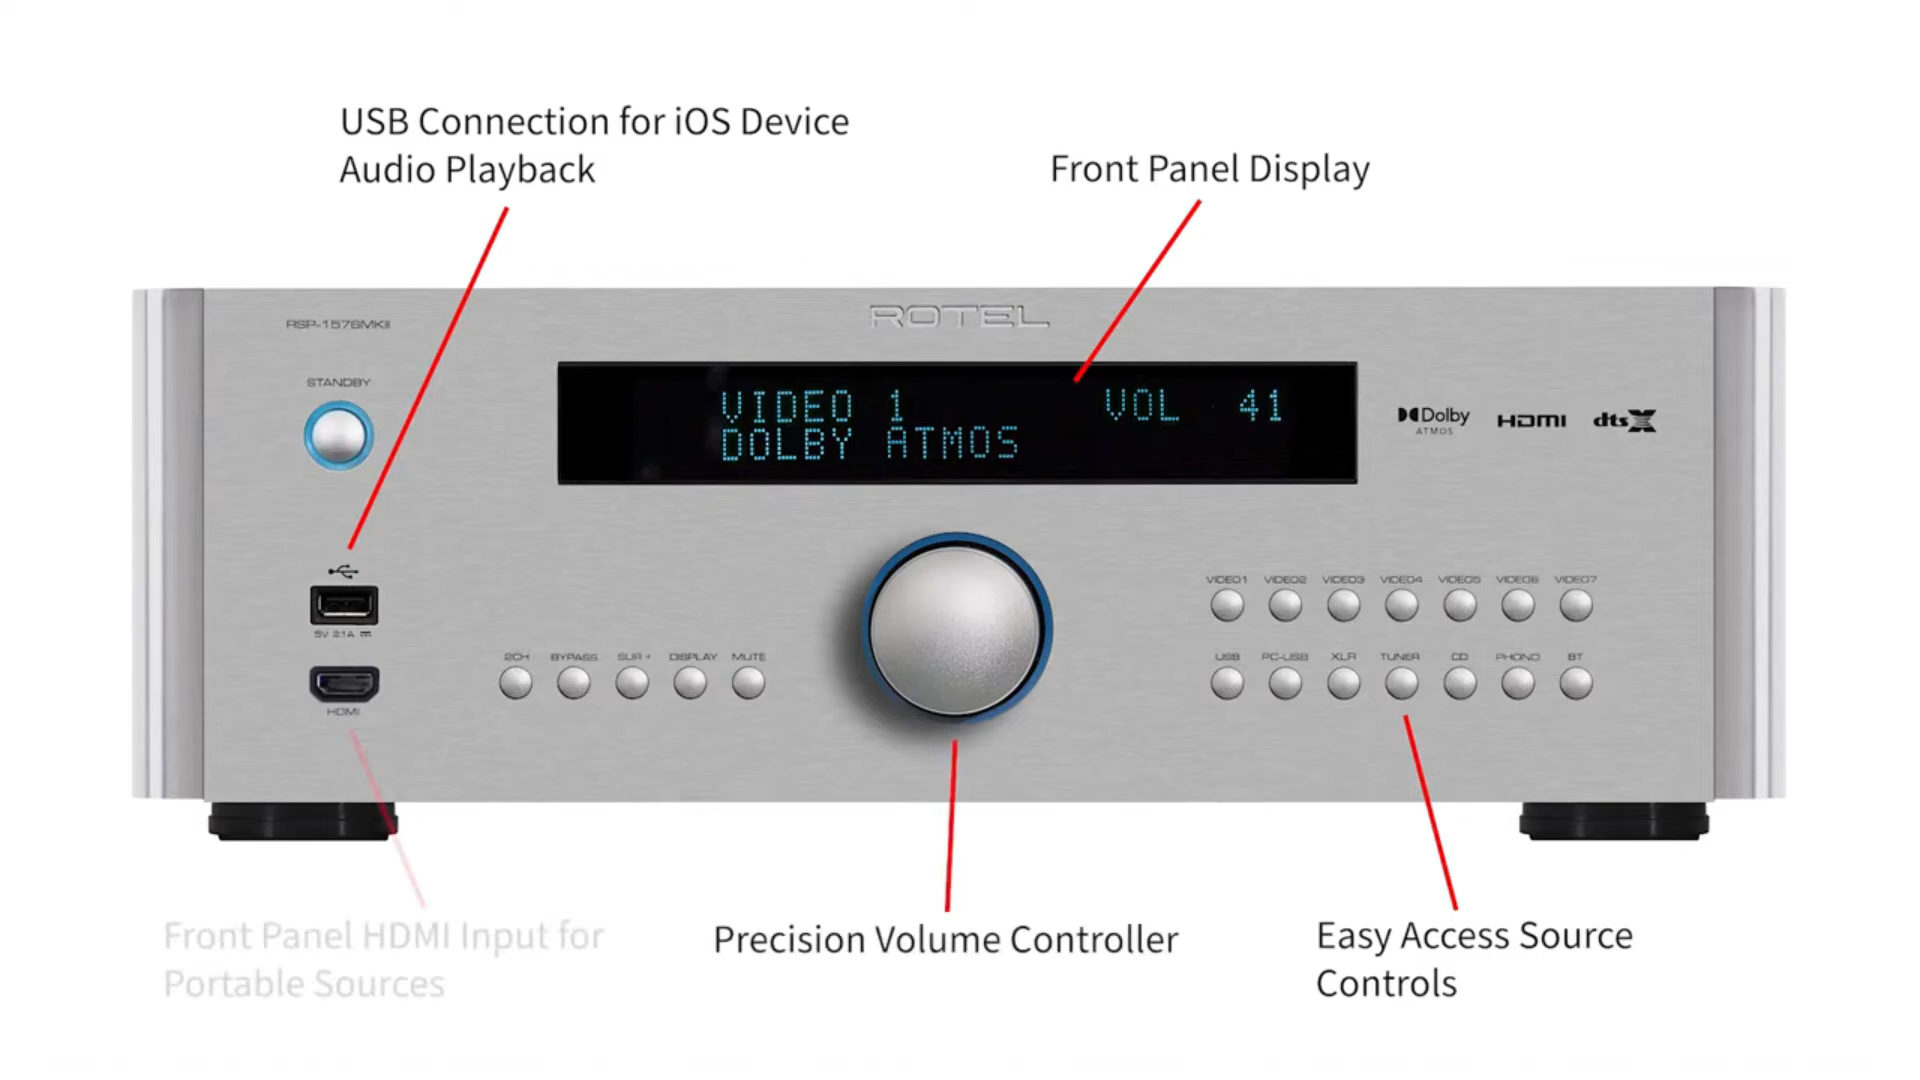 USB Connection for iOS Device
Audio Playback
Front Panel Display
RSP-1576MKII
ROTEL
STANDBY
VIDEO 1 VOL 41
DOLBY ATMOS
Dolby
ATMOS
HDMI
dts X
5V 2.1A
HDMI
2CH BYPASS SUR + DISPLAY MUTE
VIDEO1 VIDEO2 VIDEO3 VIDEO4 VIDEO5 VIDEO6 VIDEO7
USB PC-USB XLR TUNER CD PHONO BT
Front Panel HDMI Input for
Portable Sources
Precision Volume Controller
Easy Access Source
Controls